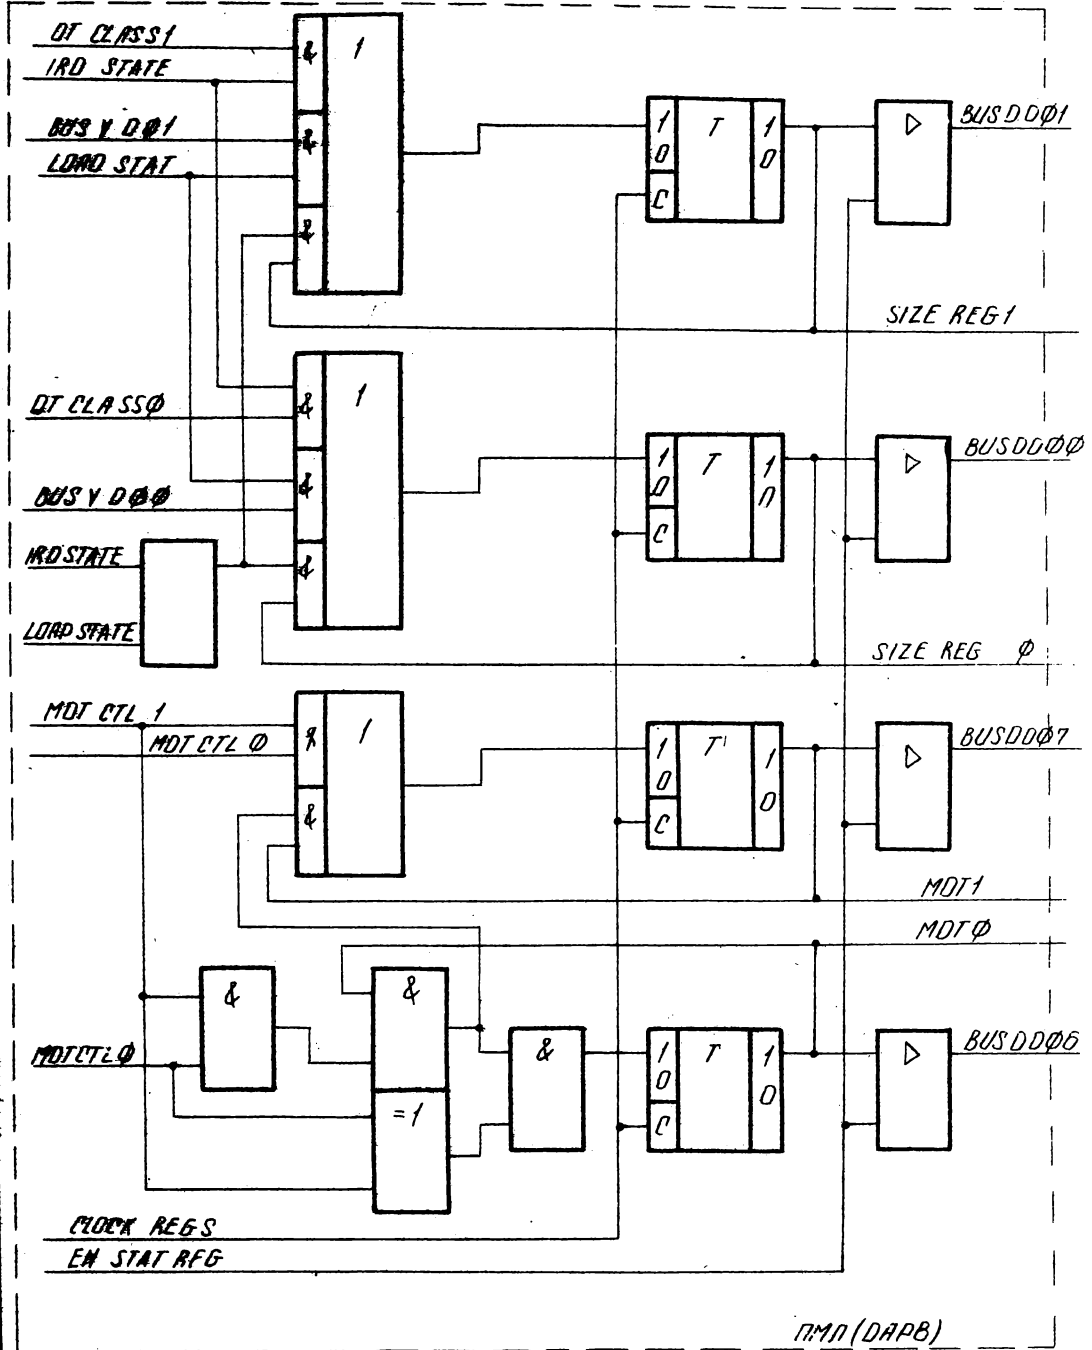 DT CLASS1
IRD STATE
BUS Y DØ1
LOAD STAT
& 1
&
&
1 T 1
0 0
C
▷
BUSDDØ1
SIZE REG1
DT CLASSØ
BUS Y DØØ
IRD STATE
LOAD STATE
& 1
&
&
1 T 1
0 0
C
▷
BUSDDØØ
SIZE REG Ø
MDT CTL 1
MDT CTL Ø
& 1
&
1 T 1
0 0
C
▷
BUSDDØ7
MDT1
MDTØ
MDTCTLØ
&
&
=1
&
1 T 1
0 0
C
▷
BUSDDØ6
CLOCK REGS
EN STAT REG
ПМЛ(DAPB)